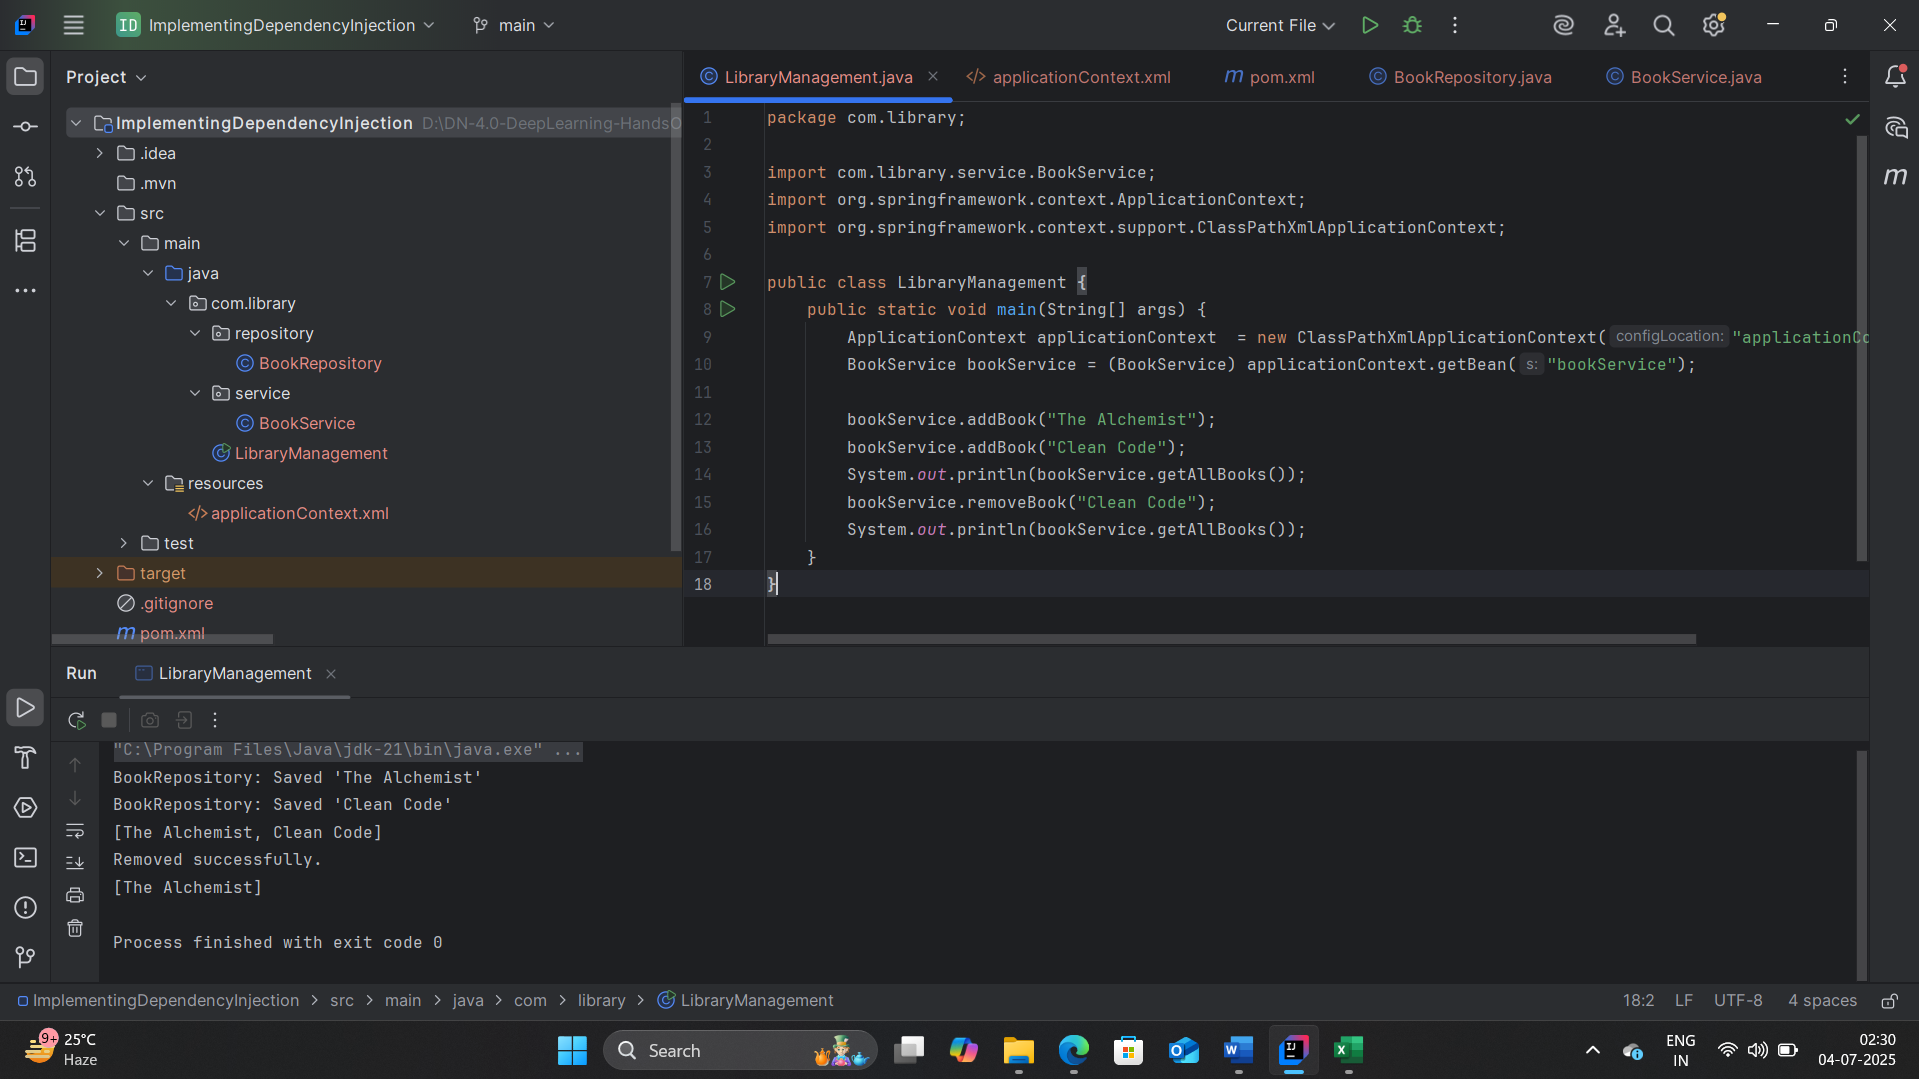 ID ImplementingDependencyInjection main Current File
Project
LibraryManagement.java applicationContext.xml pom.xml BookRepository.java BookService.java
ImplementingDependencyInjection D:\DN-4.0-DeepLearning-HandsO
.idea
.mvn
src
main
java
com.library
repository
BookRepository
service
BookService
LibraryManagement
resources
applicationContext.xml
test
target
.gitignore
pom.xml
1 package com.library;
2
3 import com.library.service.BookService;
4 import org.springframework.context.ApplicationContext;
5 import org.springframework.context.support.ClassPathXmlApplicationContext;
6
7 public class LibraryManagement {
8 public static void main(String[] args) {
9 ApplicationContext applicationContext  = new ClassPathXmlApplicationContext( configLocation: "applicationCo
10 BookService bookService = (BookService) applicationContext.getBean( s: "bookService");
11
12 bookService.addBook("The Alchemist");
13 bookService.addBook("Clean Code");
14 System.out.println(bookService.getAllBooks());
15 bookService.removeBook("Clean Code");
16 System.out.println(bookService.getAllBooks());
17 }
18 }
Run LibraryManagement
"C:\Program Files\Java\jdk-21\bin\java.exe" ...
BookRepository: Saved 'The Alchemist'
BookRepository: Saved 'Clean Code'
[The Alchemist, Clean Code]
Removed successfully.
[The Alchemist]
Process finished with exit code 0
ImplementingDependencyInjection > src > main > java > com > library > LibraryManagement 18:2 LF UTF-8 4 spaces
9+ 25°C
Haze
Search
ENG
IN
02:30
04-07-2025